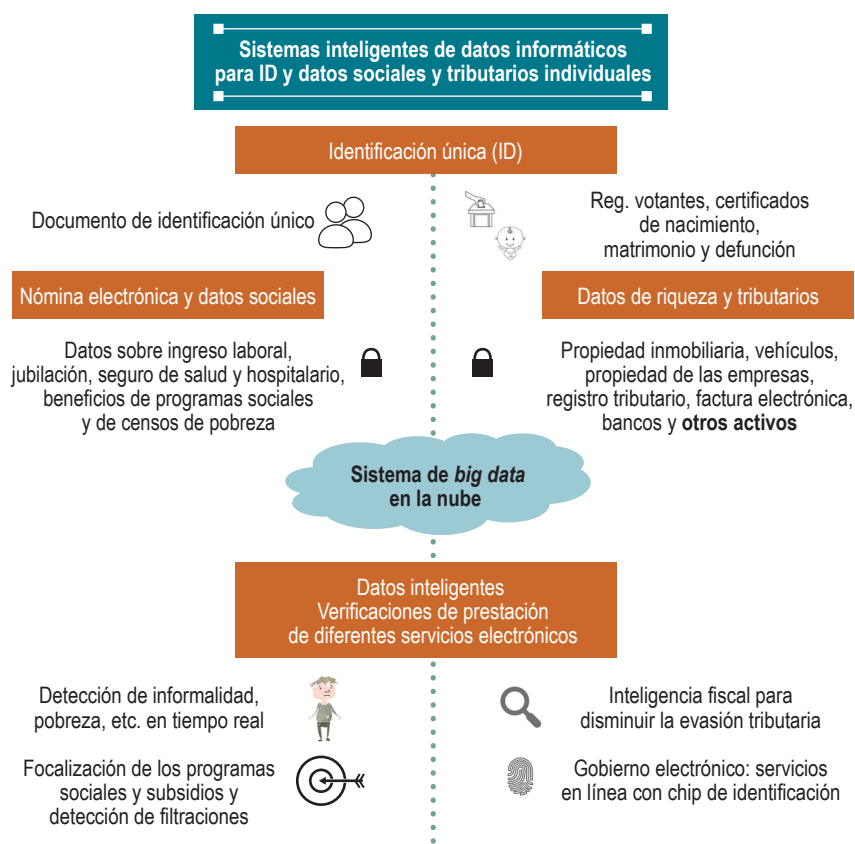 Sistemas inteligentes de datos informáticos
para ID y datos sociales y tributarios individuales
Identificación única (ID)
Documento de identificación único
Reg. votantes, certificados
de nacimiento,
matrimonio y defunción
Nómina electrónica y datos sociales
Datos de riqueza y tributarios
Datos sobre ingreso laboral,
jubilación, seguro de salud y hospitalario,
beneficios de programas sociales
y de censos de pobreza
Propiedad inmobiliaria, vehículos,
propiedad de las empresas,
registro tributario, factura electrónica,
bancos y otros activos
Sistema de big data
en la nube
Datos inteligentes
Verificaciones de prestación
de diferentes servicios electrónicos
Detección de informalidad,
pobreza, etc. en tiempo real
Inteligencia fiscal para
disminuir la evasión tributaria
Focalización de los programas
sociales y subsidios y
detección de filtraciones
Gobierno electrónico: servicios
en línea con chip de identificación